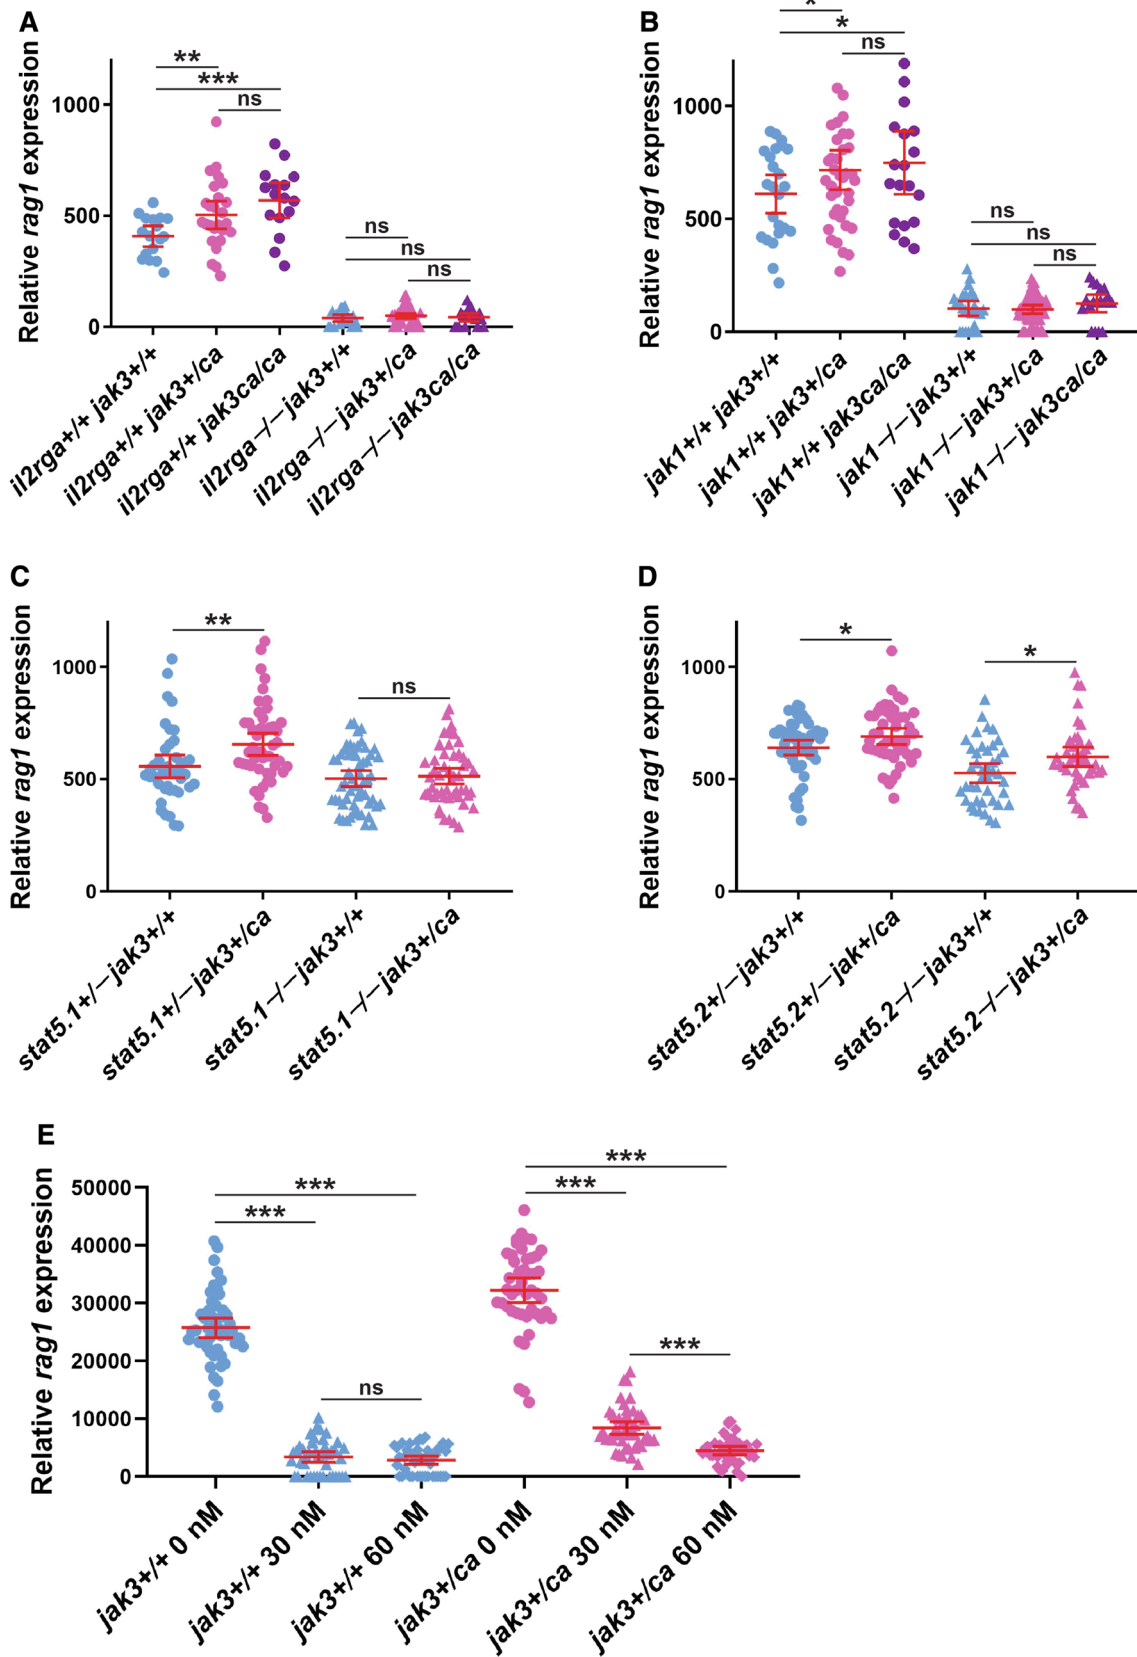 A
Relative rag1 expression
1000
500
0
**
***
ns
ns
ns
ns
il2rga+/+ jak3+/+
il2rga+/+ jak3+/ca
il2rga+/+ jak3ca/ca
il2rga−/−jak3+/+
il2rga−/−jak3+/ca
il2rga−/−jak3ca/ca
B
Relative rag1 expression
1000
500
0
*
*
ns
ns
ns
ns
jak1+/+ jak3+/+
jak1+/+ jak3+/ca
jak1+/+ jak3ca/ca
jak1−/−jak3+/+
jak1−/−jak3+/ca
jak1−/−jak3ca/ca
C
Relative rag1 expression
1000
500
0
**
ns
stat5.1+/−jak3+/+
stat5.1+/−jak3+/ca
stat5.1−/−jak3+/+
stat5.1−/−jak3+/ca
D
Relative rag1 expression
1000
500
0
*
*
stat5.2+/−jak3+/+
stat5.2+/−jak+/ca
stat5.2−/−jak3+/+
stat5.2−/−jak3+/ca
E
Relative rag1 expression
50000
40000
30000
20000
10000
0
***
***
ns
***
***
***
jak3+/+ 0 nM
jak3+/+ 30 nM
jak3+/+ 60 nM
jak3+/ca 0 nM
jak3+/ca 30 nM
jak3+/ca 60 nM